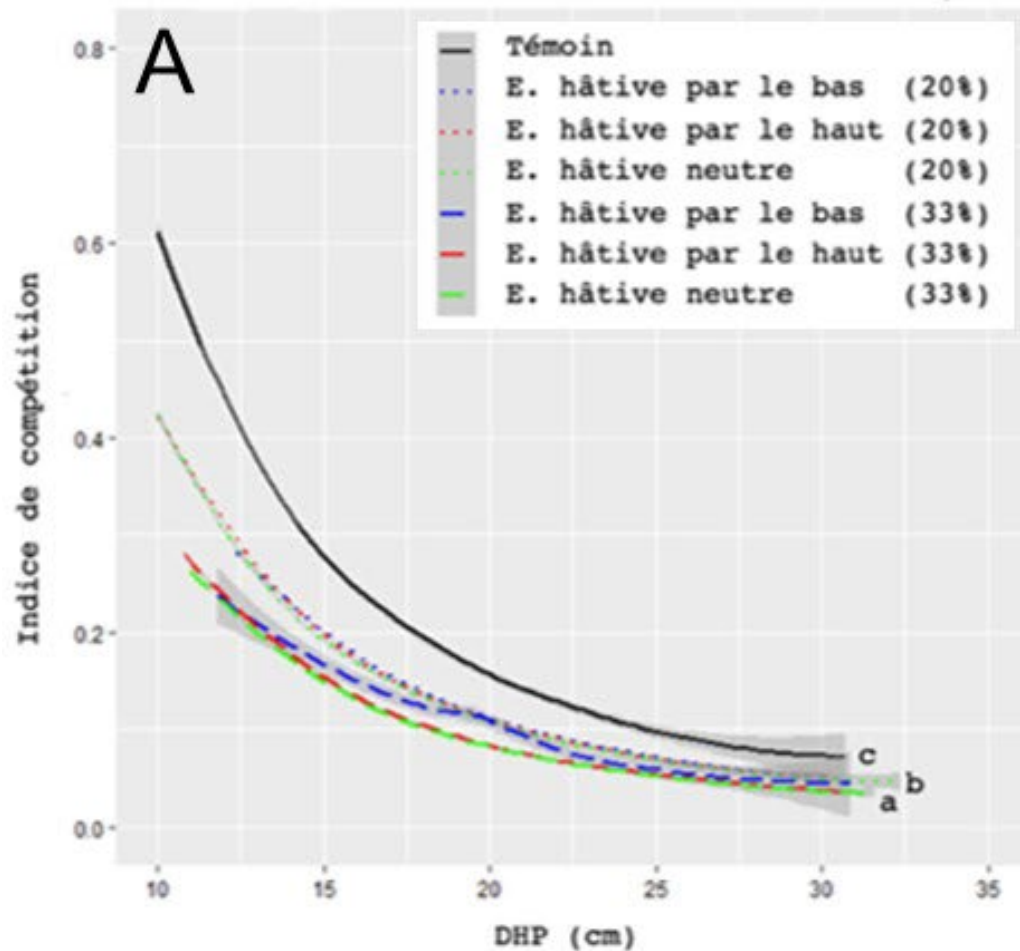 A
Témoin
E. hâtive par le bas (20%)
E. hâtive par le haut (20%)
E. hâtive neutre (20%)
E. hâtive par le bas (33%)
E. hâtive par le haut (33%)
E. hâtive neutre (33%)
Indice de compétition
0.8
0.6
0.4
0.2
0.0
c
b
a
10 15 20 25 30 35
DHP (cm)